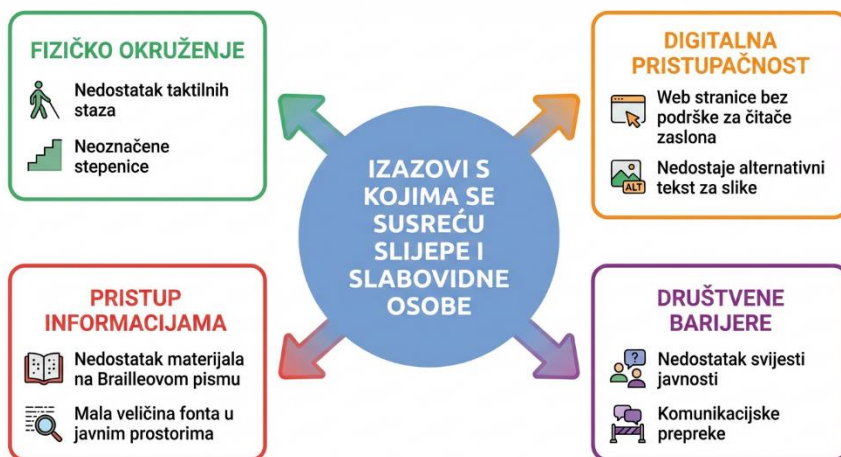 FIZIČKO OKRUŽENJE
Nedostatak taktilnih
staza
Neoznačene
stepenice
DIGITALNA
PRISTUPAČNOST
Web stranice bez
podrške za čitače
zaslona
Nedostaje alternativni
tekst za slike
ALT
IZAZOVI S
KOJIMA SE
SUSREĆU
SLIJEPE I
SLABOVIDNE
OSOBE
PRISTUP
INFORMACIJAMA
Nedostatak materijala
na Brailleovom pismu
Mala veličina fonta u
javnim prostorima
DRUŠTVENE
BARIJERE
?
Nedostatak svijesti
javnosti
Komunikacijske
prepreke